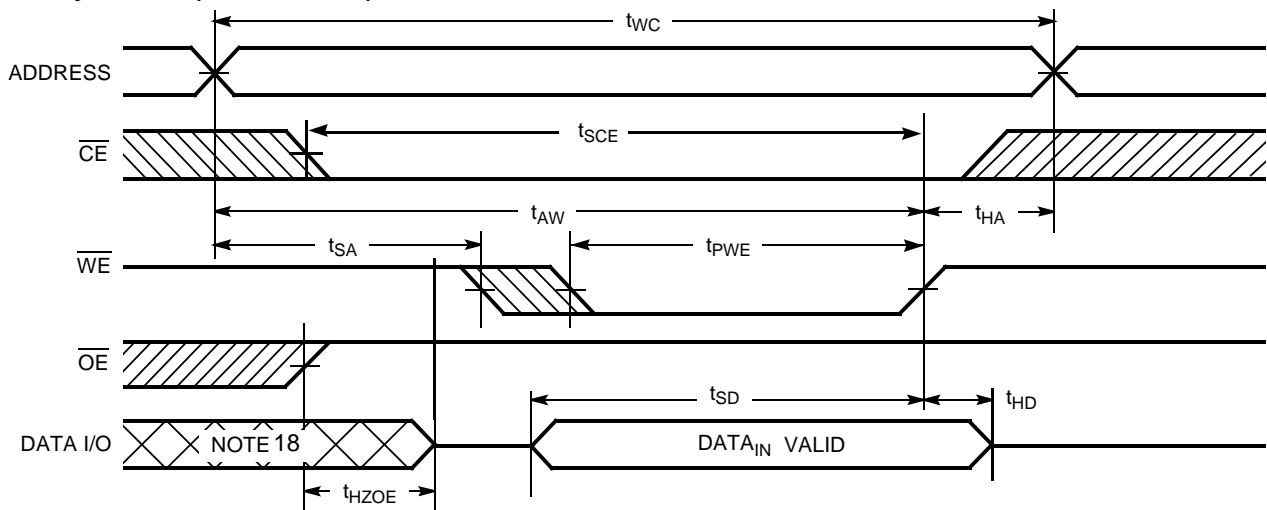 tWC
ADDRESS
CE
tSCE
tAW
tHA
tSA
tPWE
WE
OE
tSD
tHD
DATA I/O
NOTE 18
DATAIN VALID
tHZOE